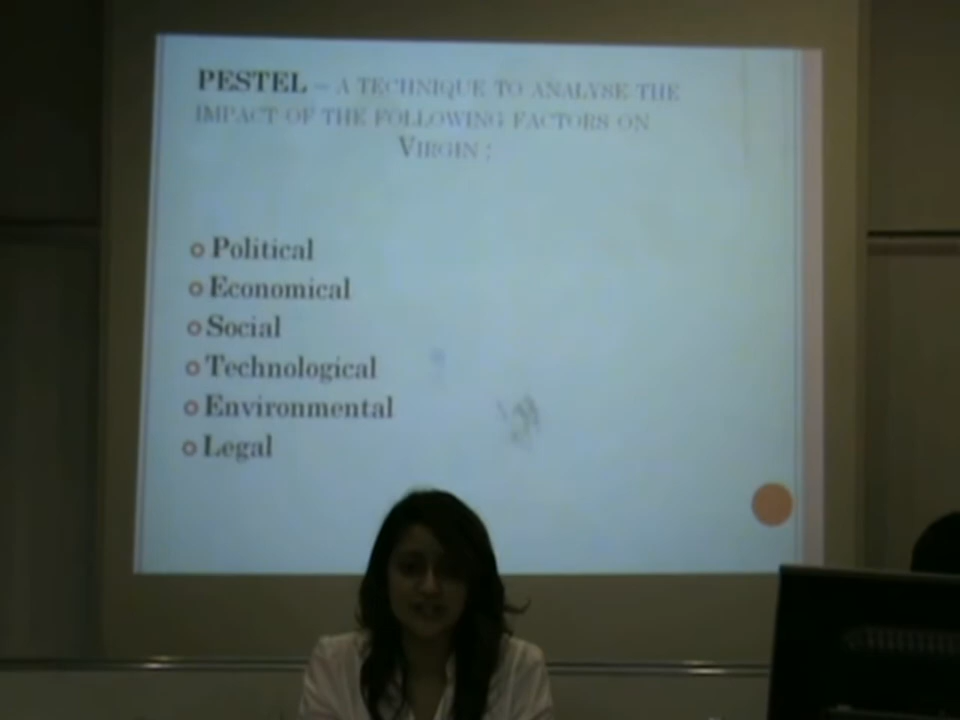 PESTEL – A TECHNIQUE TO ANALYSE THE
IMPACT OF THE FOLLOWING FACTORS ON
VIRGIN :
Political
Economical
Social
Technological
Environmental
Legal